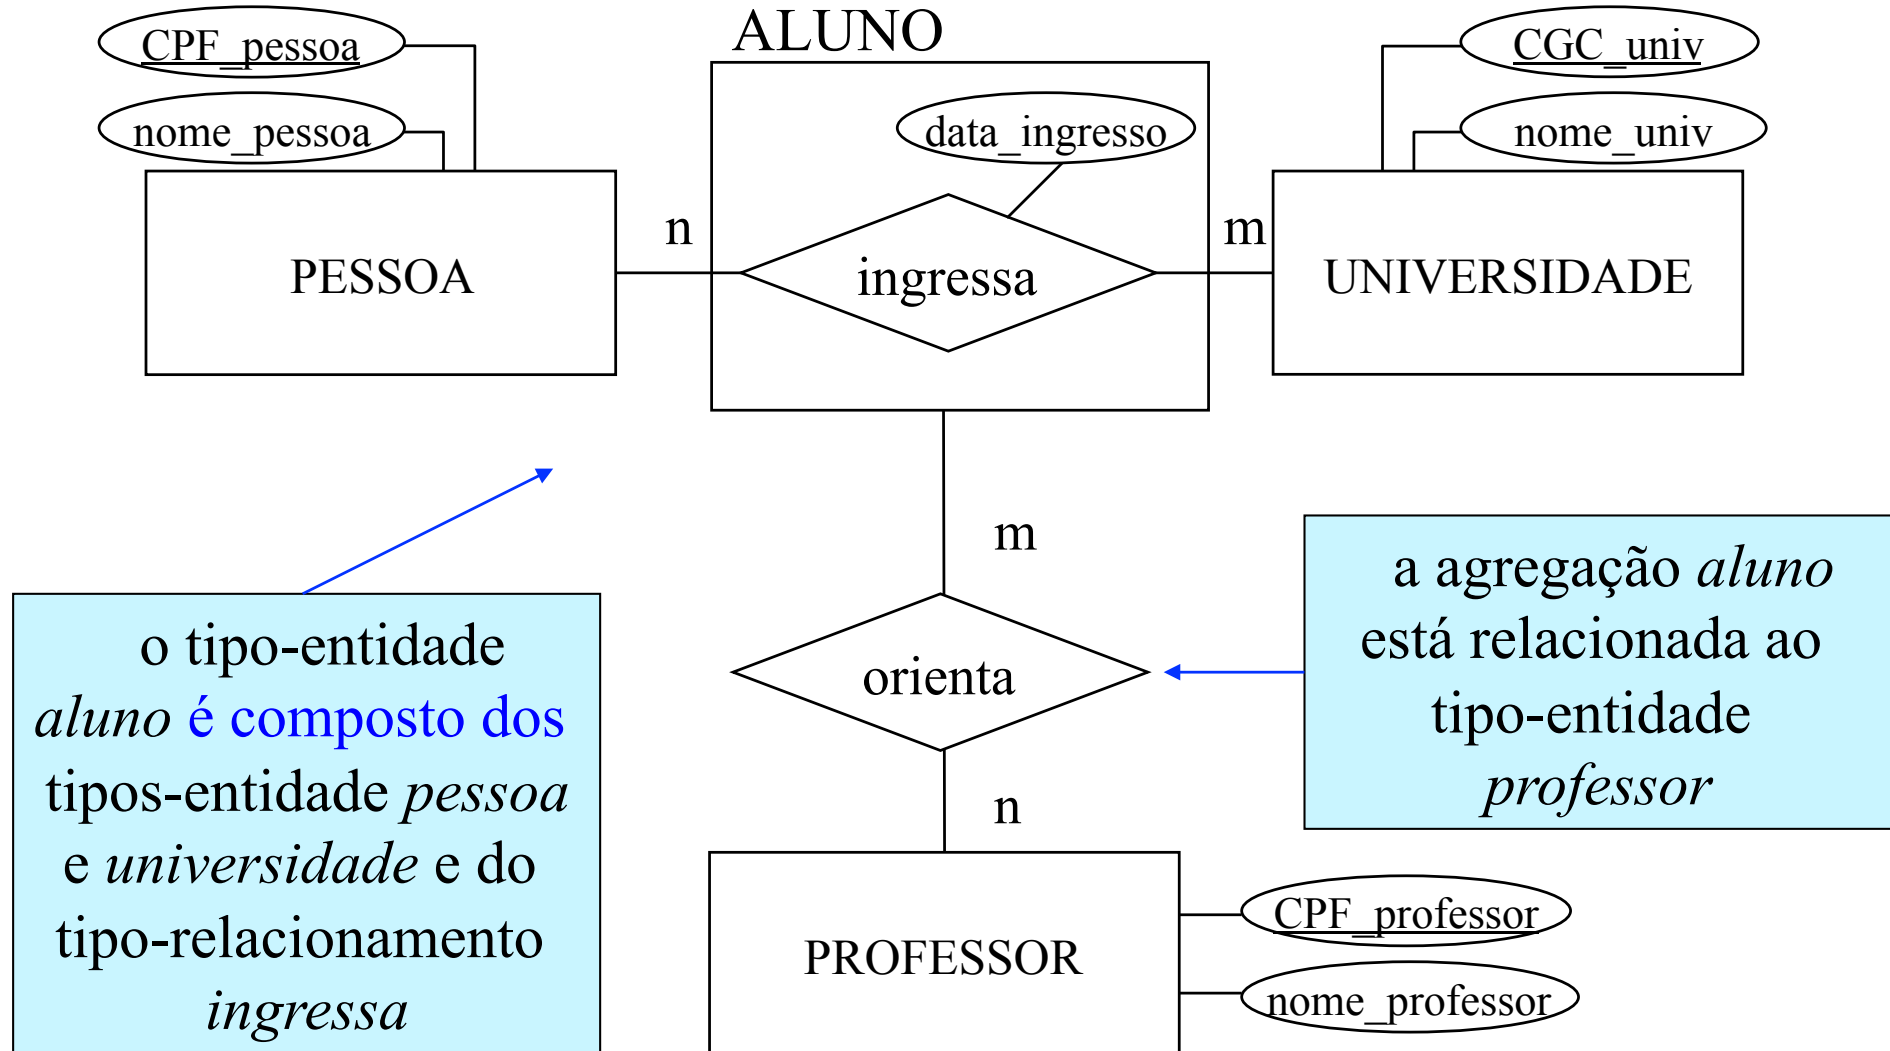 ALUNO
CPF_pessoa
CGC_univ
nome_pessoa
data_ingresso
nome_univ
n
m
PESSOA
ingressa
UNIVERSIDADE
m
o tipo-entidade
aluno é composto dos
tipos-entidade pessoa
e universidade e do
tipo-relacionamento
ingressa
orienta
a agregação aluno
está relacionada ao
tipo-entidade
professor
n
PROFESSOR
CPF_professor
nome_professor